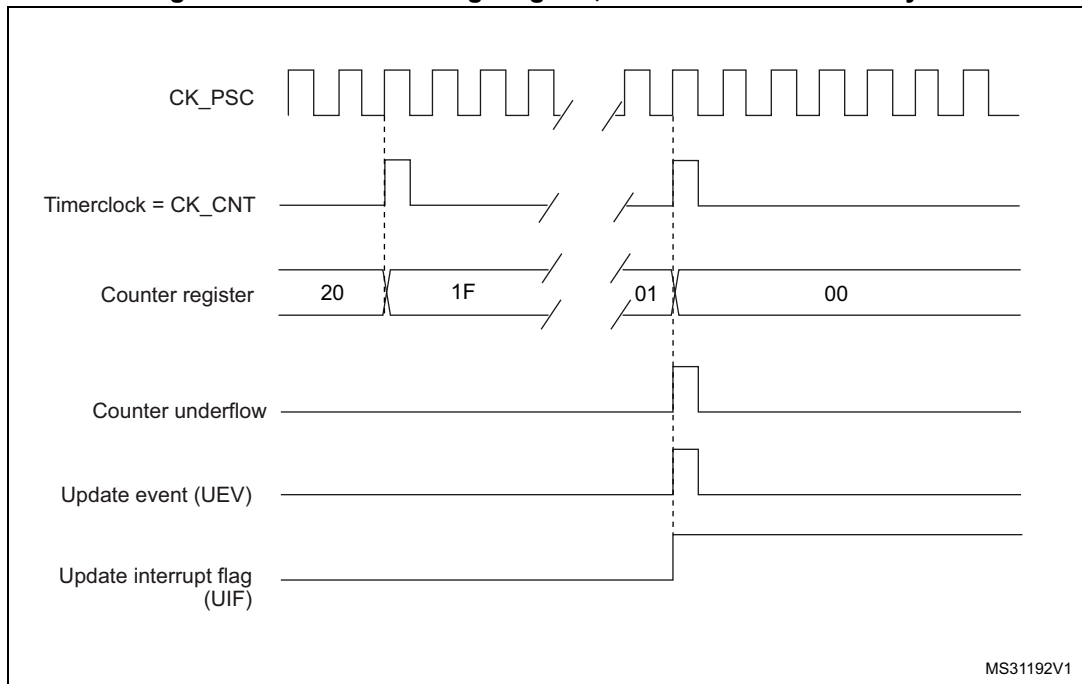 CK_PSC
Timerclock = CK_CNT
Counter register 20 1F 01 00
Counter underflow
Update event (UEV)
Update interrupt flag
(UIF)
MS31192V1